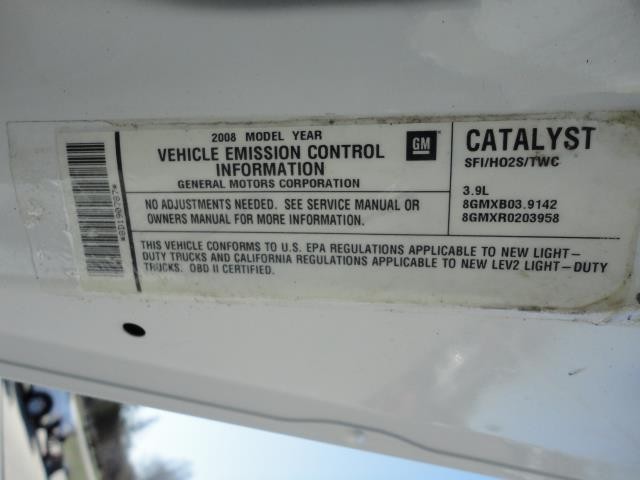 2008 MODEL YEAR
VEHICLE EMISSION CONTROL
INFORMATION
GENERAL MOTORS CORPORATION
GM
NO ADJUSTMENTS NEEDED. SEE SERVICE MANUAL OR
OWNERS MANUAL FOR MORE INFORMATION.
THIS VEHICLE CONFORMS TO U.S. EPA REGULATIONS APPLICABLE TO NEW LIGHT–
DUTY TRUCKS AND CALIFORNIA REGULATIONS APPLICABLE TO NEW LEV2 LIGHT–DUTY
TRUCKS. OBD II CERTIFIED.
CATALYST
SFI/HO2S/TWC
3.9L
8GMXB03.9142
8GMXR0203958
*8D190787*